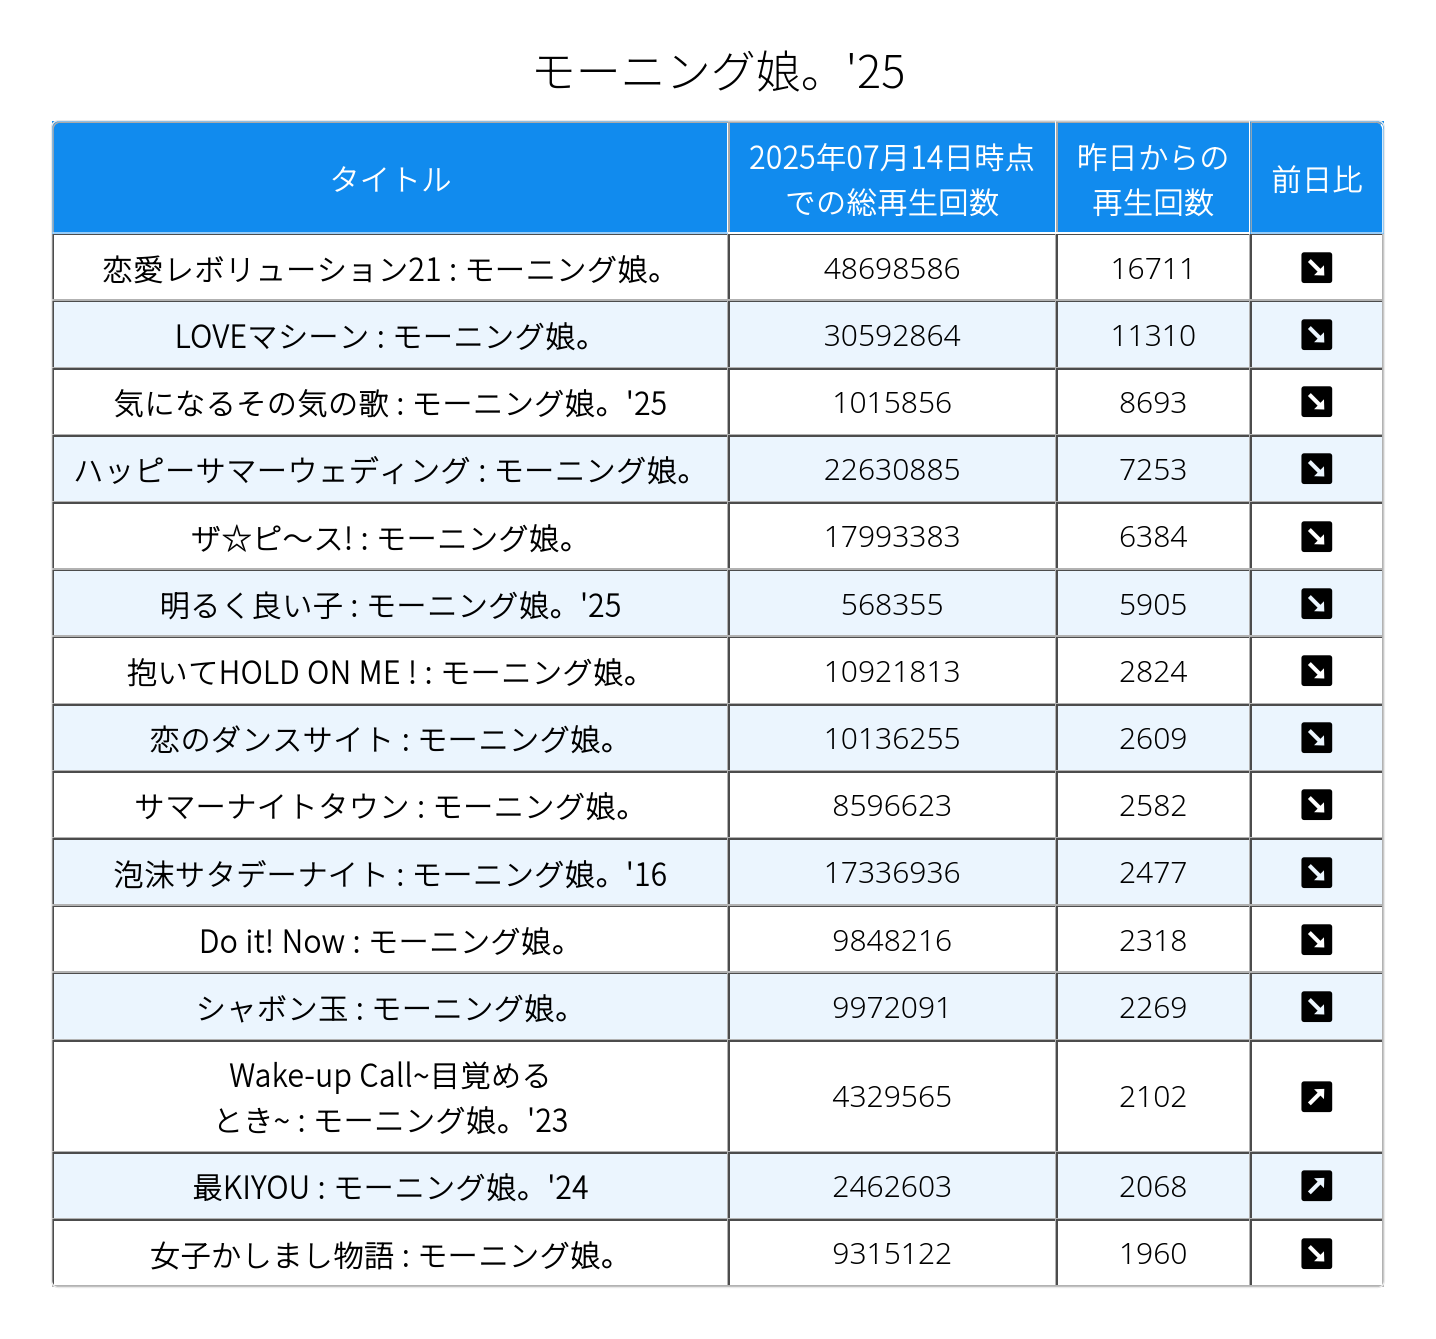 モーニング娘。'25
タイトル
2025年07月14日時点
での総再生回数
昨日からの
再生回数
前日比
恋愛レボリューション21 : モーニング娘。 48698586 16711 ↘
LOVEマシーン : モーニング娘。 30592864 11310 ↘
気になるその気の歌 : モーニング娘。'25 1015856 8693 ↘
ハッピーサマーウェディング : モーニング娘。 22630885 7253 ↘
ザ☆ピ〜ス! : モーニング娘。 17993383 6384 ↘
明るく良い子 : モーニング娘。'25 568355 5905 ↘
抱いてHOLD ON ME ! : モーニング娘。 10921813 2824 ↘
恋のダンスサイト : モーニング娘。 10136255 2609 ↘
サマーナイトタウン : モーニング娘。 8596623 2582 ↘
泡沫サタデーナイト : モーニング娘。'16 17336936 2477 ↘
Do it! Now : モーニング娘。 9848216 2318 ↘
シャボン玉 : モーニング娘。 9972091 2269 ↘
Wake-up Call~目覚める
とき~ : モーニング娘。'23 4329565 2102 ↗
最KIYOU : モーニング娘。'24 2462603 2068 ↗
女子かしまし物語 : モーニング娘。 9315122 1960 ↘